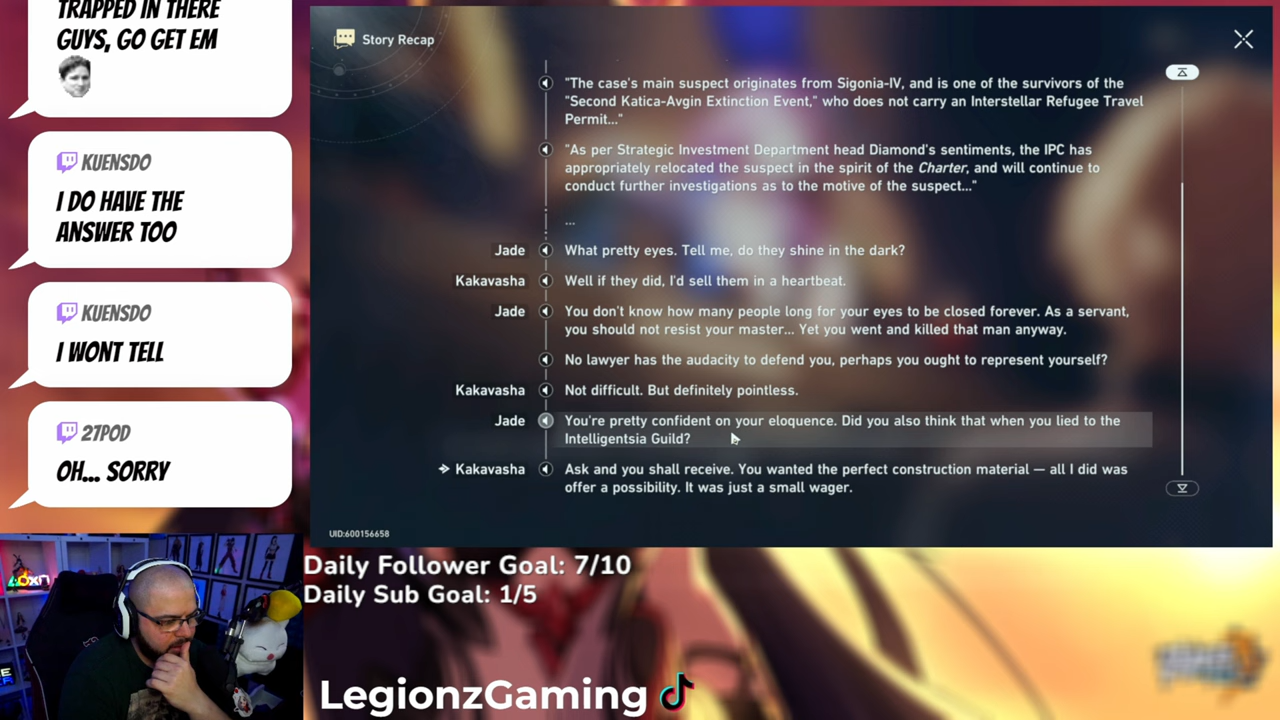 TRAPPED IN THERE
GUYS, GO GET EM
KUENSDO
I DO HAVE THE
ANSWER TOO
KUENSDO
I WONT TELL
27POD
OH... SORRY
Story Recap
"The case's main suspect originates from Sigonia-IV, and is one of the survivors of the
"Second Katica-Avgin Extinction Event," who does not carry an Interstellar Refugee Travel
Permit..."
"As per Strategic Investment Department head Diamond's sentiments, the IPC has
appropriately relocated the suspect in the spirit of the Charter, and will continue to
conduct further investigations as to the motive of the suspect..."
...
Jade
What pretty eyes. Tell me, do they shine in the dark?
Kakavasha
Well if they did, I'd sell them in a heartbeat.
Jade
You don't know how many people long for your eyes to be closed forever. As a servant,
you should not resist your master... Yet you went and killed that man anyway.
No lawyer has the audacity to defend you, perhaps you ought to represent yourself?
Kakavasha
Not difficult. But definitely pointless.
Jade
You're pretty confident on your eloquence. Did you also think that when you lied to the
Intelligentsia Guild?
Kakavasha
Ask and you shall receive. You wanted the perfect construction material — all I did was
offer a possibility. It was just a small wager.
UID:600156658
Daily Follower Goal: 7/10
Daily Sub Goal: 1/5
LegionzGaming